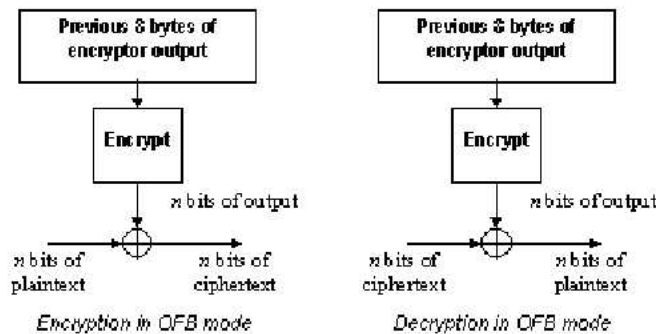 Previous 8 bytes of
encryptor output
Encrypt
n bits of output
n bits of
plaintext
n bits of
ciphertext
Encryption in OFB mode
Previous 8 bytes of
encryptor output
Encrypt
n bits of output
n bits of
ciphertext
n bits of
plaintext
Decryption in OFB mode